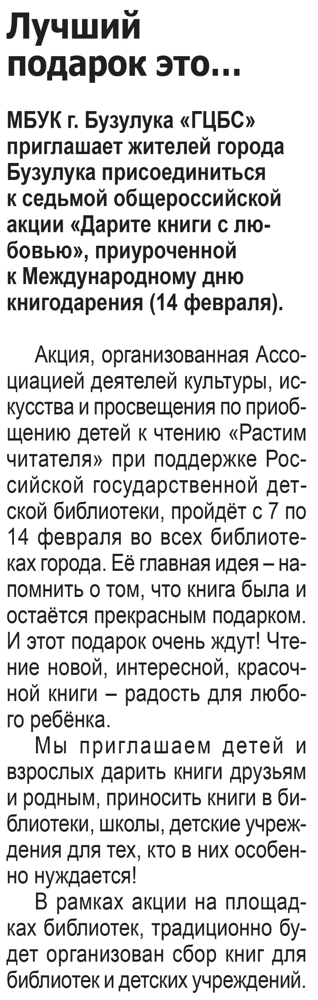 Лучший
подарок это...
МБУК г. Бузулука «ГЦБС»
приглашает жителей города
Бузулука присоединиться
к седьмой общероссийской
акции «Дарите книги с лю-
бовью», приуроченной
к Международному дню
книгодарения (14 февраля).
Акция, организованная Ассо-
циацией деятелей культуры, ис-
кусства и просвещения по приоб-
щению детей к чтению «Растим
читателя» при поддержке Рос-
сийской государственной дет-
ской библиотеки, пройдёт с 7 по
14 февраля во всех библиоте-
ках города. Её главная идея – на-
помнить о том, что книга была и
остаётся прекрасным подарком.
И этот подарок очень ждут! Чте-
ние новой, интересной, красоч-
ной книги – радость для любо-
го ребёнка.
Мы приглашаем детей и
взрослых дарить книги друзьям
и родным, приносить книги в би-
блиотеки, школы, детские учреж-
дения для тех, кто в них особен-
но нуждается!
В рамках акции на площад-
ках библиотек, традиционно бу-
дет организован сбор книг для
библиотек и детских учреждений.